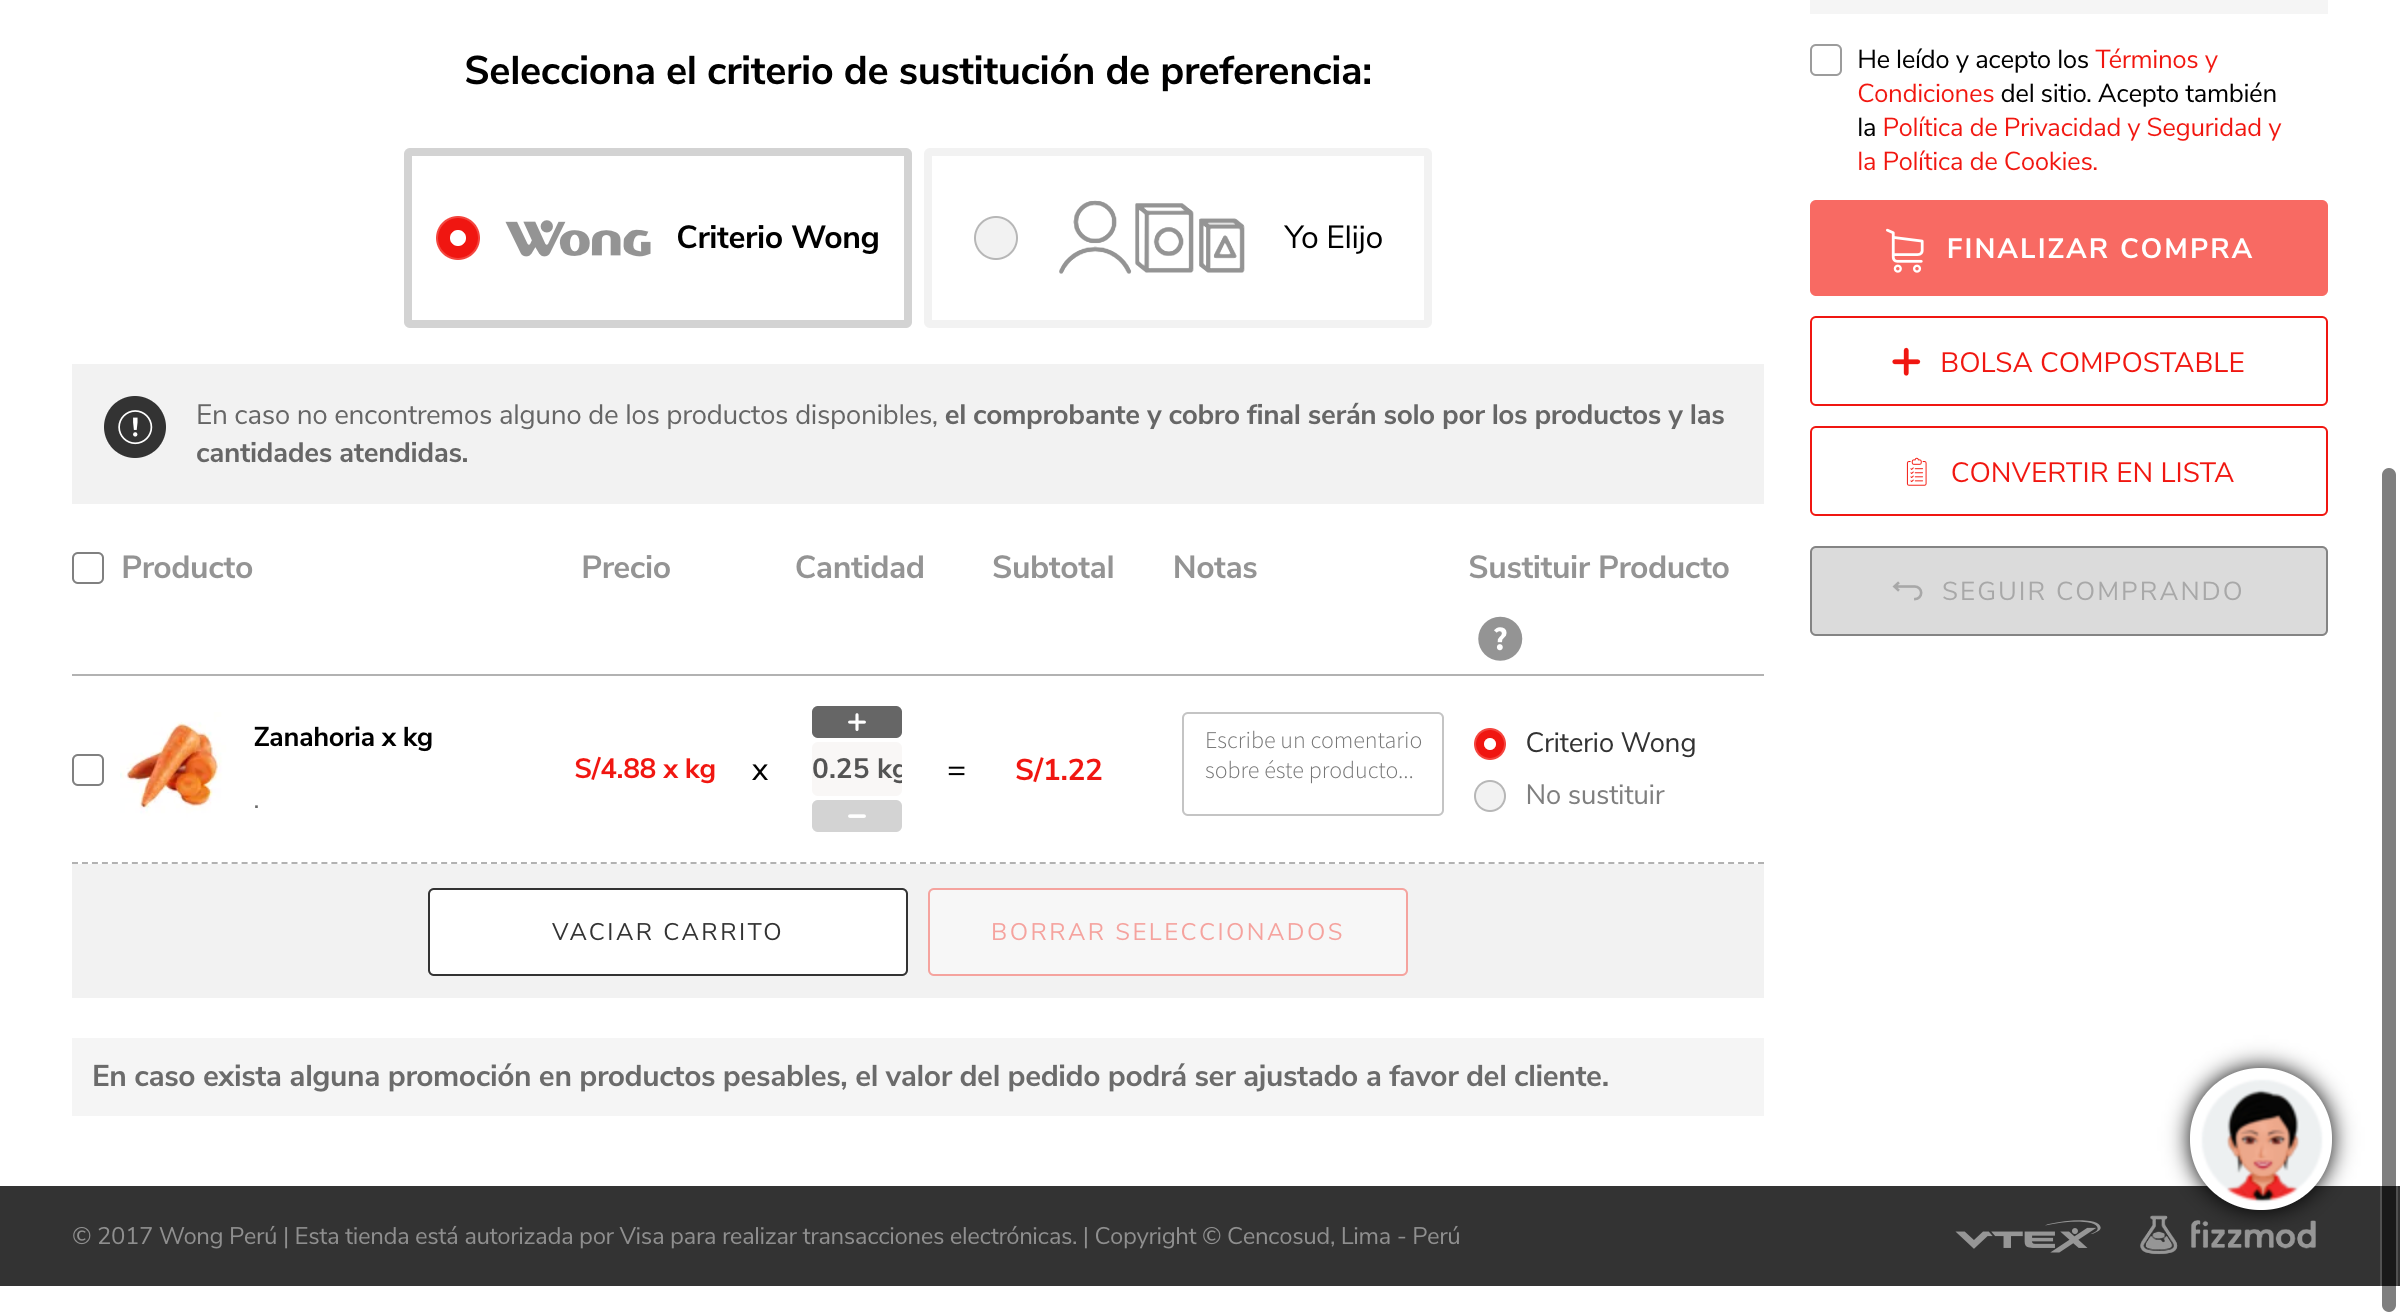 Selecciona el criterio de sustitución de preferencia:
Wong Criterio Wong
Yo Elijo
En caso no encontremos alguno de los productos disponibles, el comprobante y cobro final serán solo por los productos y las
cantidades atendidas.
Producto Precio Cantidad Subtotal Notas Sustituir Producto
?
Zanahoria x kg
.
S/4.88 x kg x + 0.25 kg − = S/1.22
Escribe un comentario
sobre éste producto...
Criterio Wong
No sustituir
VACIAR CARRITO
BORRAR SELECCIONADOS
En caso exista alguna promoción en productos pesables, el valor del pedido podrá ser ajustado a favor del cliente.
He leído y acepto los Términos y
Condiciones del sitio. Acepto también
la Política de Privacidad y Seguridad y
la Política de Cookies.
FINALIZAR COMPRA
+ BOLSA COMPOSTABLE
CONVERTIR EN LISTA
SEGUIR COMPRANDO
© 2017 Wong Perú | Esta tienda está autorizada por Visa para realizar transacciones electrónicas. | Copyright © Cencosud, Lima - Perú
VTEX fizzmod